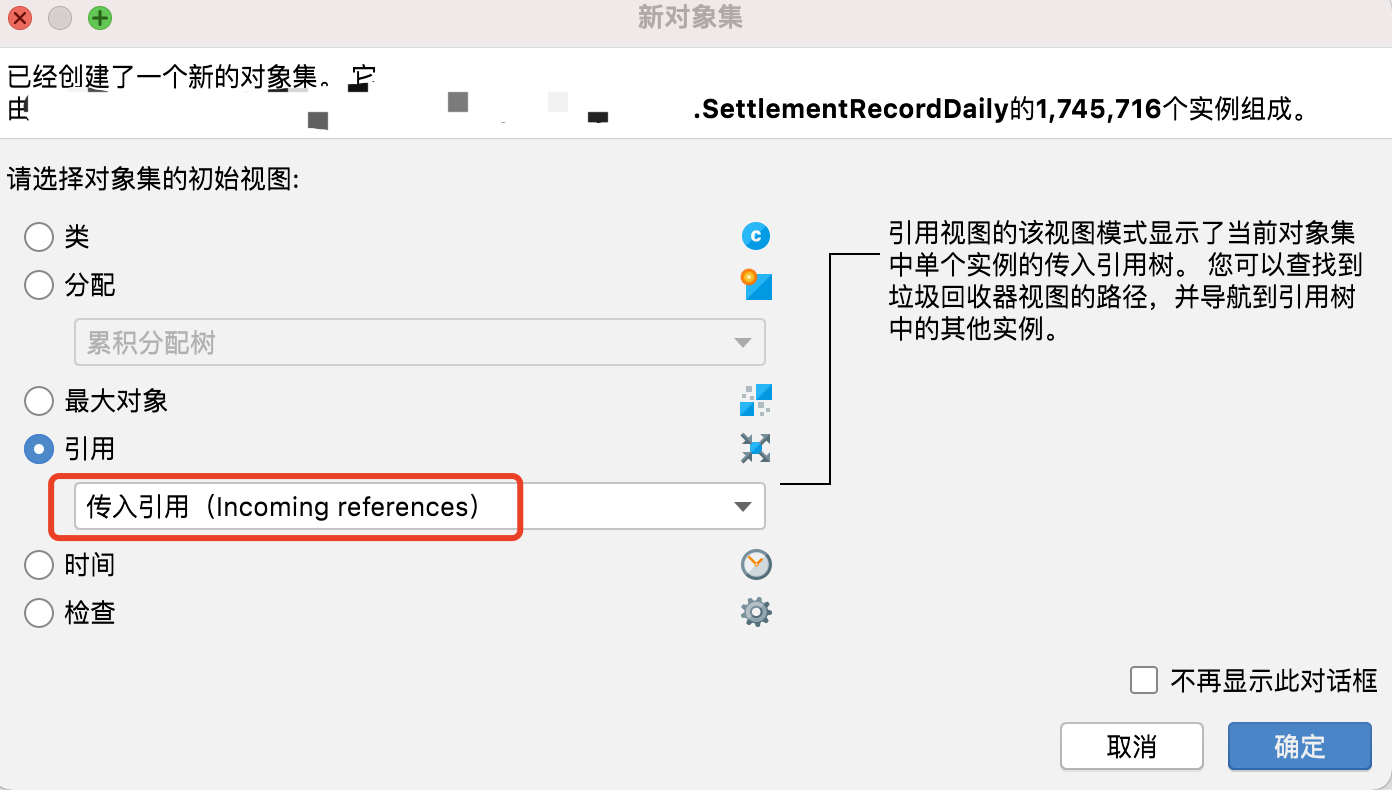 新对象集
已经创建了一个新的对象集。它
由 .SettlementRecordDaily的1,745,716个实例组成。
请选择对象集的初始视图:
类
分配
累积分配树
最大对象
引用
传入引用（Incoming references）
时间
检查
引用视图的该视图模式显示了当前对象集
中单个实例的传入引用树。 您可以查找到
垃圾回收器视图的路径，并导航到引用树
中的其他实例。
不再显示此对话框
取消
确定